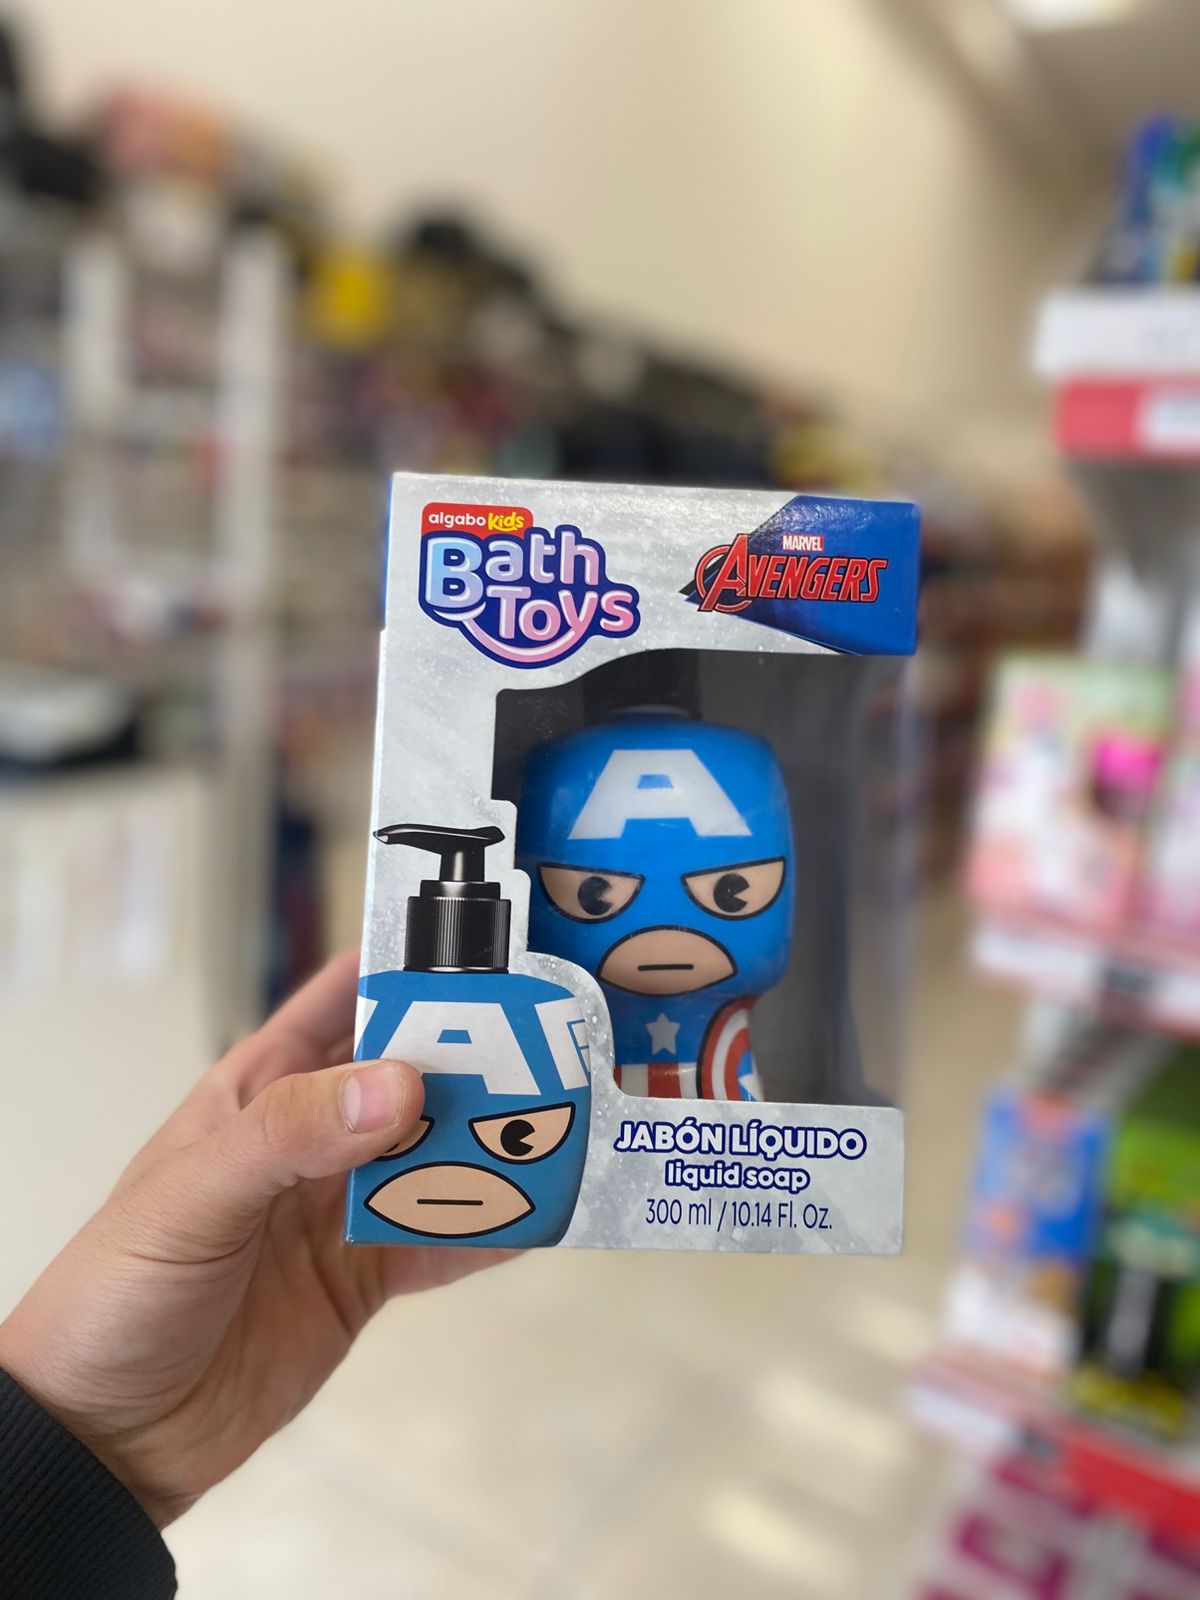 algabo kids
Bath
Toys
MARVEL
AVENGERS
A
A
JABÓN LÍQUIDO
liquid soap
300 ml / 10.14 Fl. Oz.